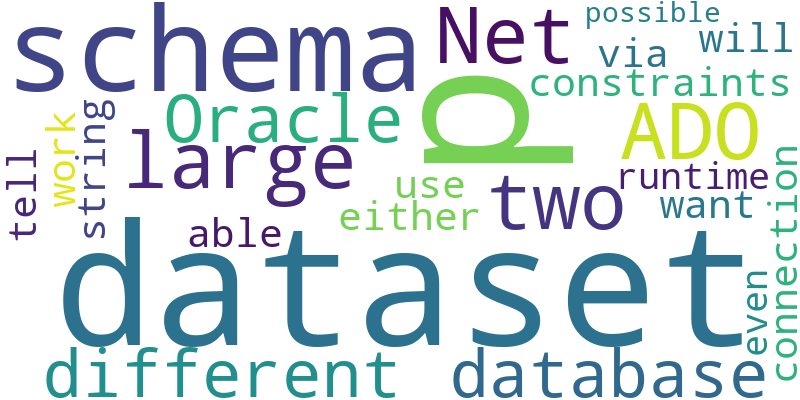 schema
Net
possible
via
will
constraints
p
Oracle
ADO
work
string
tell
large
use
either
two
runtime
want
able
dataset
even
connection
different
database